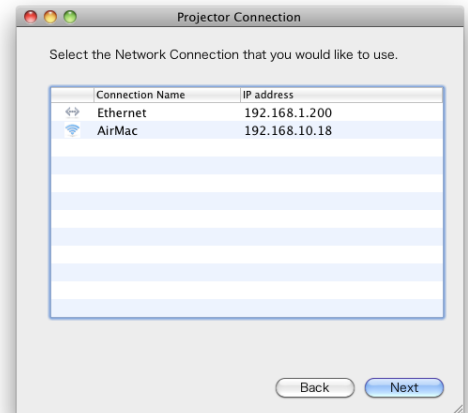 Projector Connection
Select the Network Connection that you would like to use.
Connection Name IP address
Ethernet 192.168.1.200
AirMac 192.168.10.18
Back Next